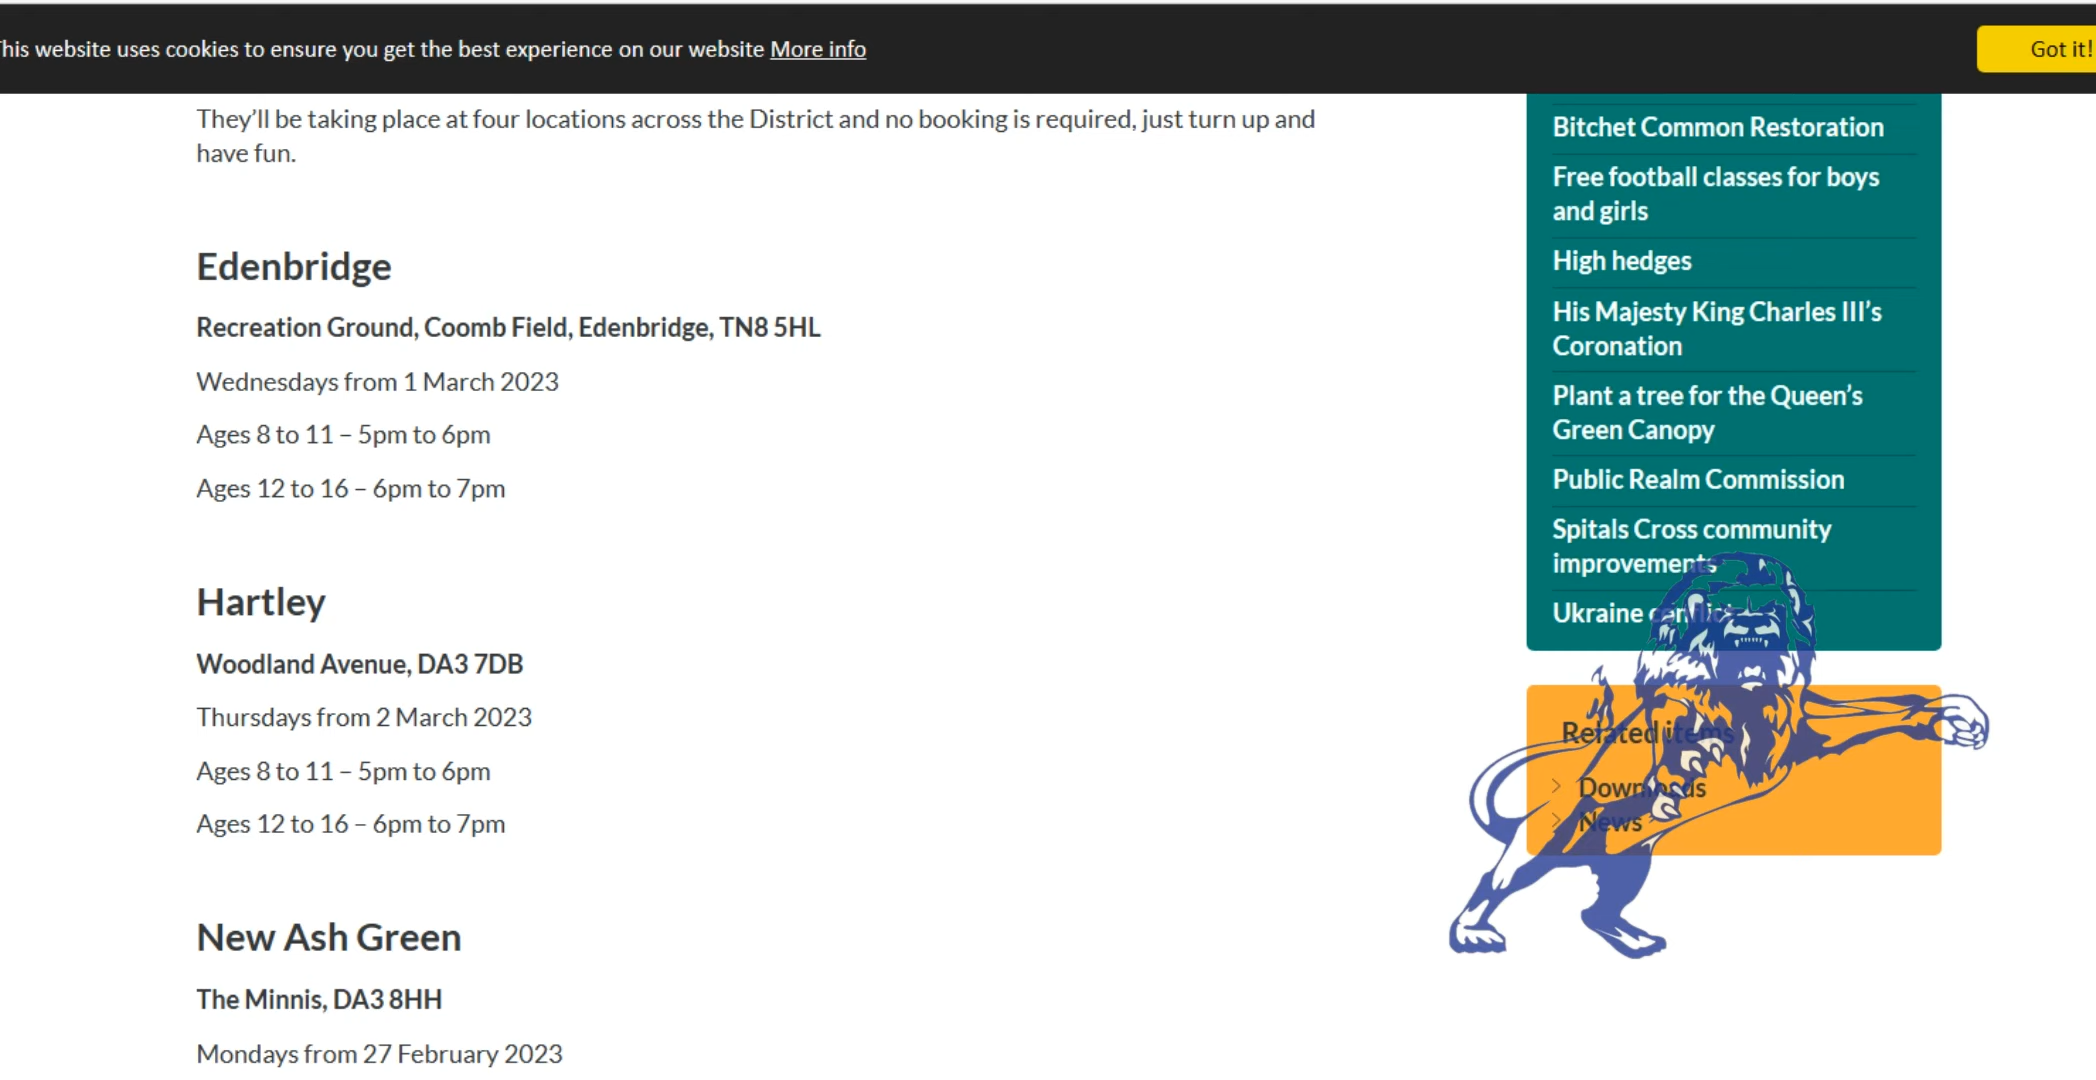 his website uses cookies to ensure you get the best experience on our website More info
Got it!
They’ll be taking place at four locations across the District and no booking is required, just turn up and
have fun.
Edenbridge
Recreation Ground, Coomb Field, Edenbridge, TN8 5HL
Wednesdays from 1 March 2023
Ages 8 to 11 – 5pm to 6pm
Ages 12 to 16 – 6pm to 7pm
Hartley
Woodland Avenue, DA3 7DB
Thursdays from 2 March 2023
Ages 8 to 11 – 5pm to 6pm
Ages 12 to 16 – 6pm to 7pm
New Ash Green
The Minnis, DA3 8HH
Mondays from 27 February 2023
Bitchet Common Restoration
Free football classes for boys
and girls
High hedges
His Majesty King Charles III’s
Coronation
Plant a tree for the Queen’s
Green Canopy
Public Realm Commission
Spitals Cross community
improvements
Ukraine conflict
Related items
Downloads
News